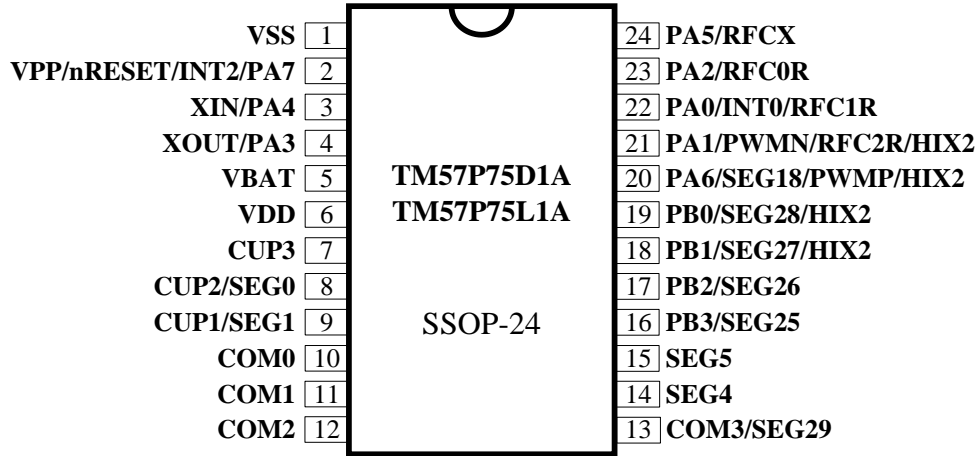 VSS 1 24 PA5/RFCX
VPP/nRESET/INT2/PA7 2 23 PA2/RFC0R
XIN/PA4 3 22 PA0/INT0/RFC1R
XOUT/PA3 4 21 PA1/PWMN/RFC2R/HIX2
VBAT 5 TM57P75D1A 20 PA6/SEG18/PWMP/HIX2
VDD 6 TM57P75L1A 19 PB0/SEG28/HIX2
CUP3 7 18 PB1/SEG27/HIX2
CUP2/SEG0 8 17 PB2/SEG26
CUP1/SEG1 9 SSOP-24 16 PB3/SEG25
COM0 10 15 SEG5
COM1 11 14 SEG4
COM2 12 13 COM3/SEG29